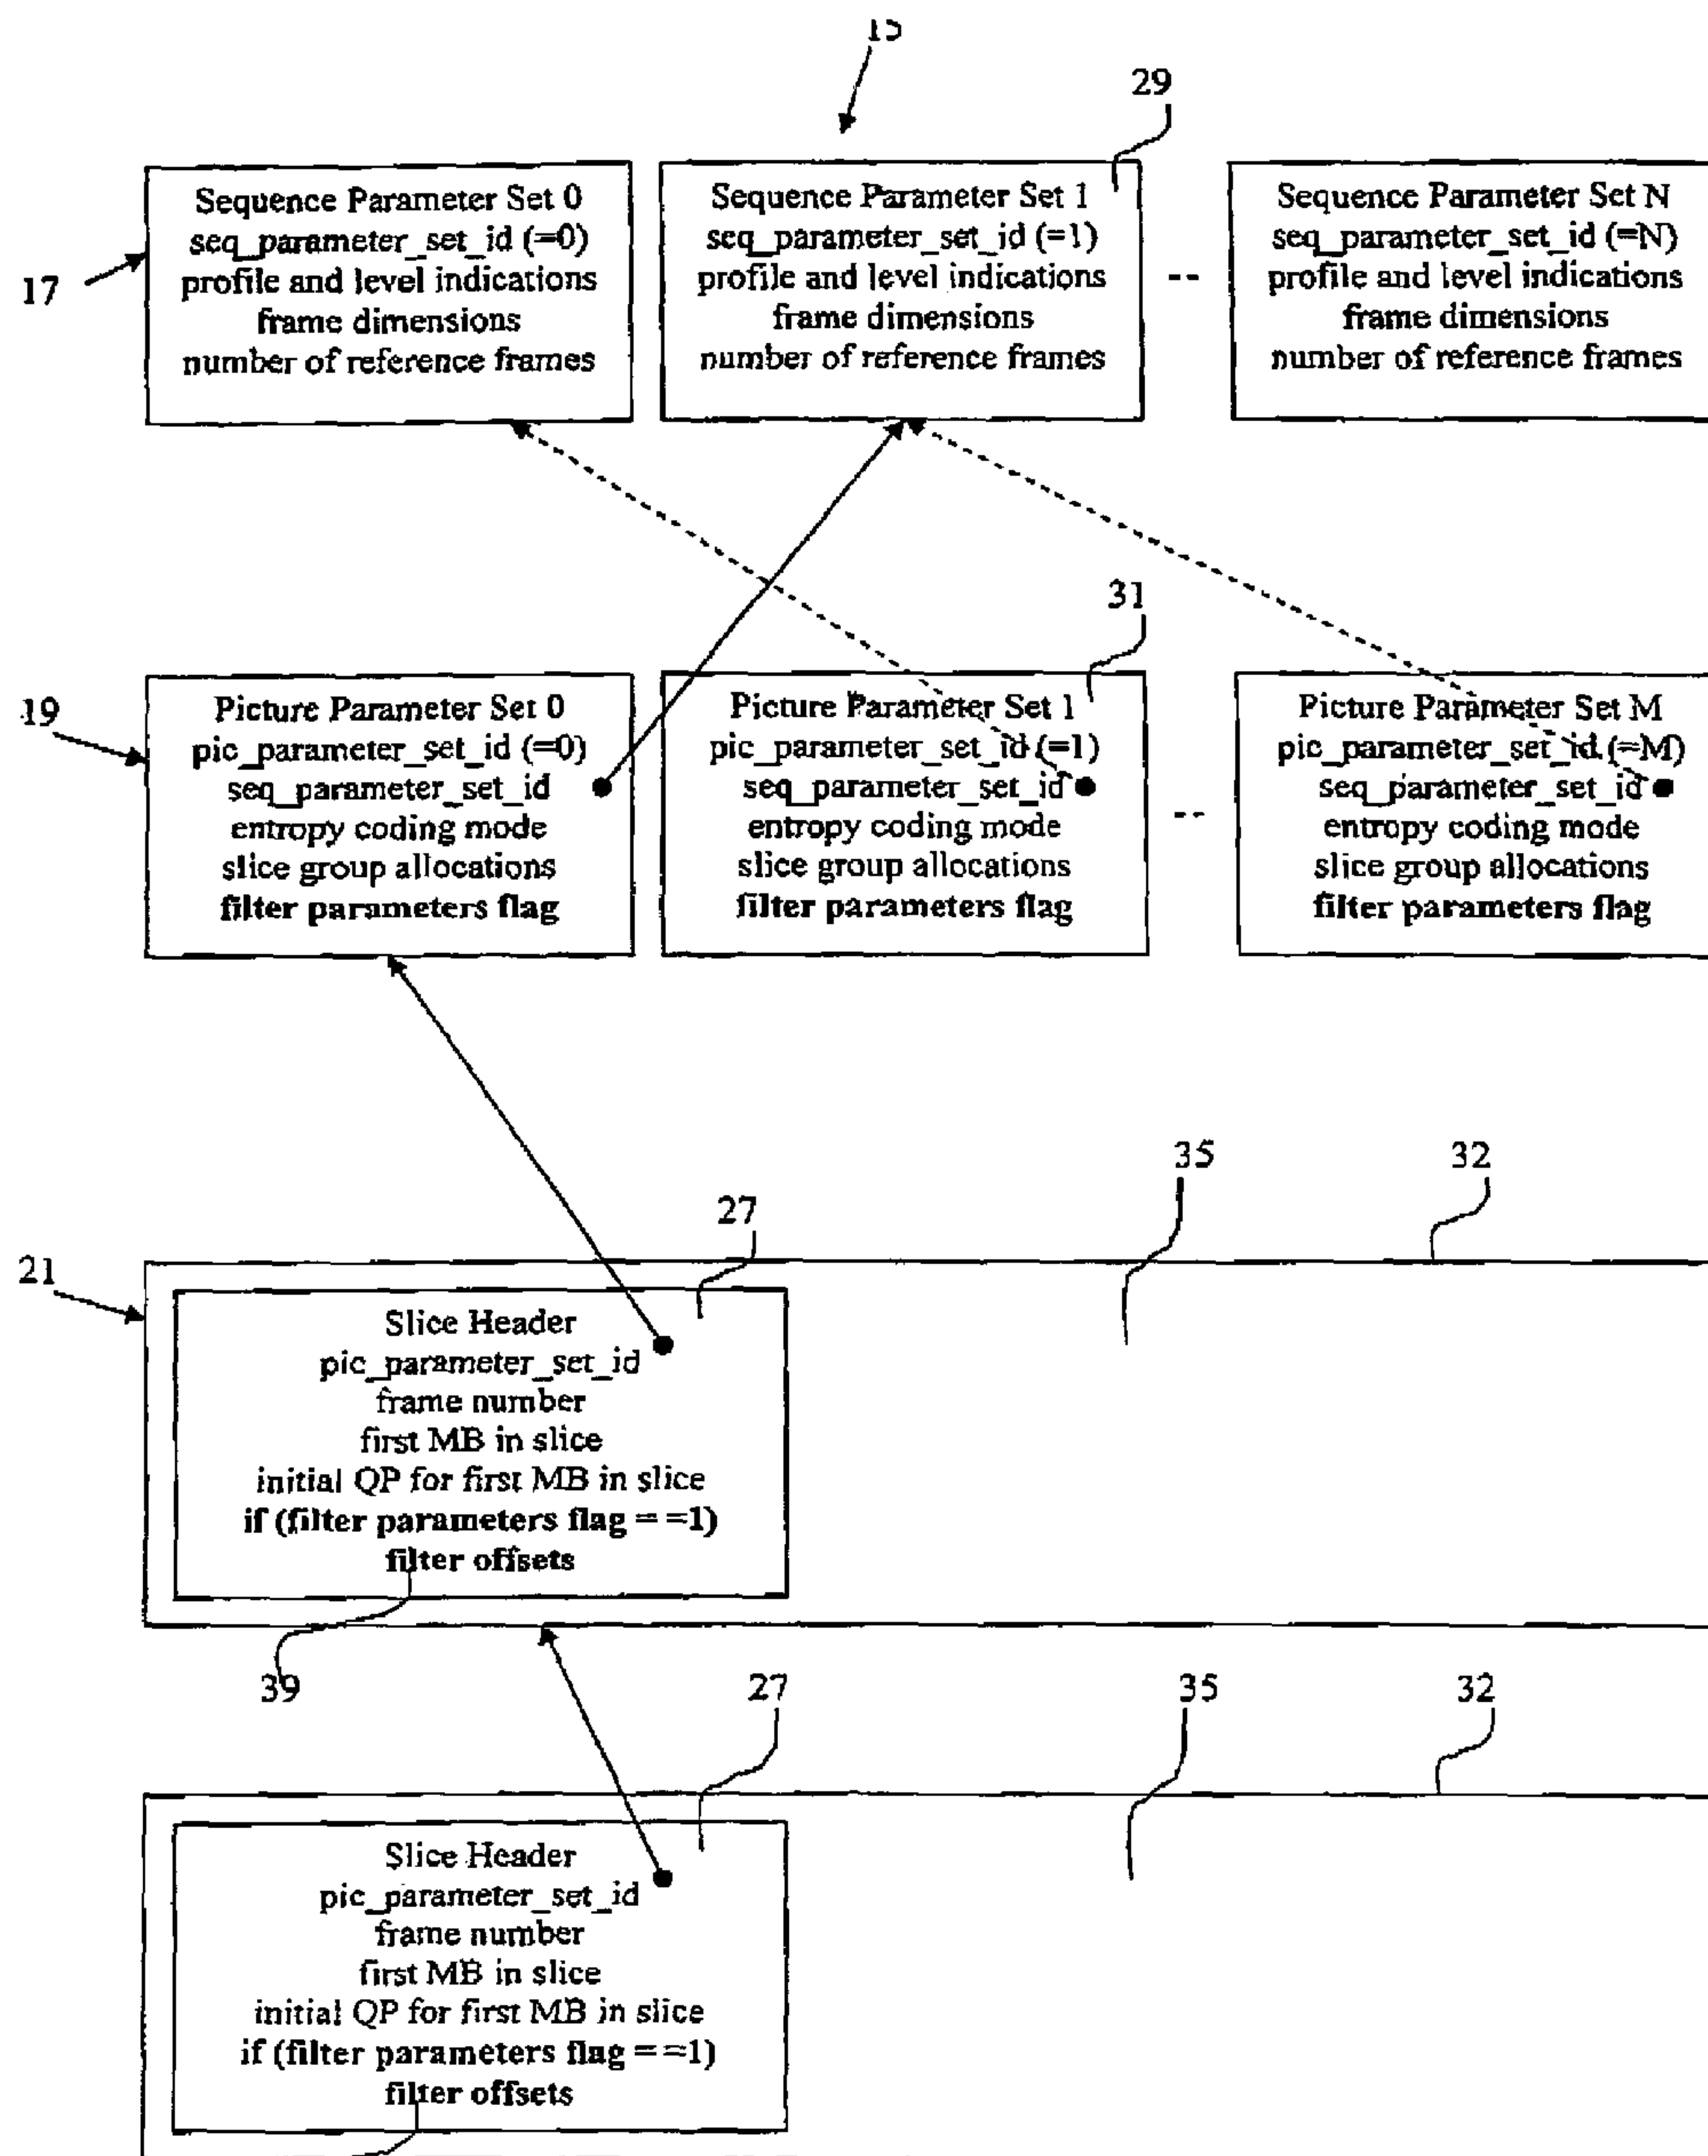 15
29
Sequence Parameter Set 0
seq_parameter_set_id (=0)
profile and level indications
frame dimensions
number of reference frames
Sequence Parameter Set 1
seq_parameter_set_id (=1)
profile and level indications
frame dimensions
number of reference frames
--
Sequence Parameter Set N
seq_parameter_set_id (=N)
profile and level indications
frame dimensions
number of reference frames
17
31
19
Picture Parameter Set 0
pic_parameter_set_id (=0)
seq_parameter_set_id
entropy coding mode
slice group allocations
filter parameters flag
Picture Parameter Set 1
pic_parameter_set_id (=1)
seq_parameter_set_id
entropy coding mode
slice group allocations
filter parameters flag
--
Picture Parameter Set M
pic_parameter_set_id (=M)
seq_parameter_set_id
entropy coding mode
slice group allocations
filter parameters flag
35
32
27
21
Slice Header
pic_parameter_set_id
frame number
first MB in slice
initial QP for first MB in slice
if (filter parameters flag = =1)
filter offsets
39
27
35
32
Slice Header
pic_parameter_set_id
frame number
first MB in slice
initial QP for first MB in slice
if (filter parameters flag = =1)
filter offsets